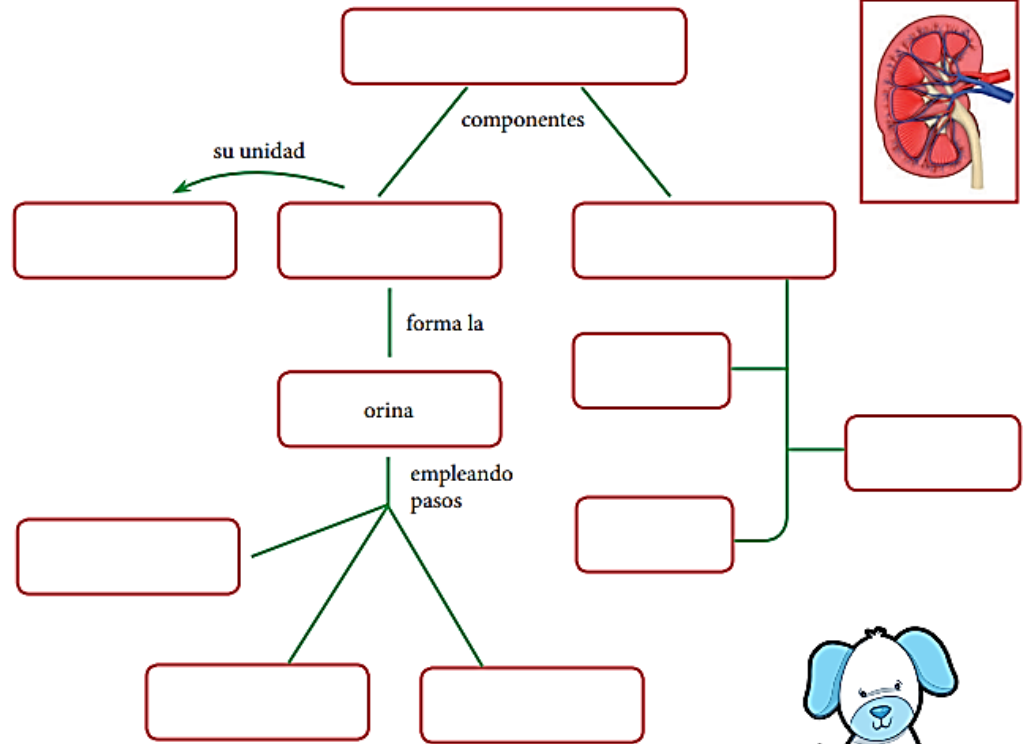 componentes
su unidad
forma la
orina
empleando
pasos